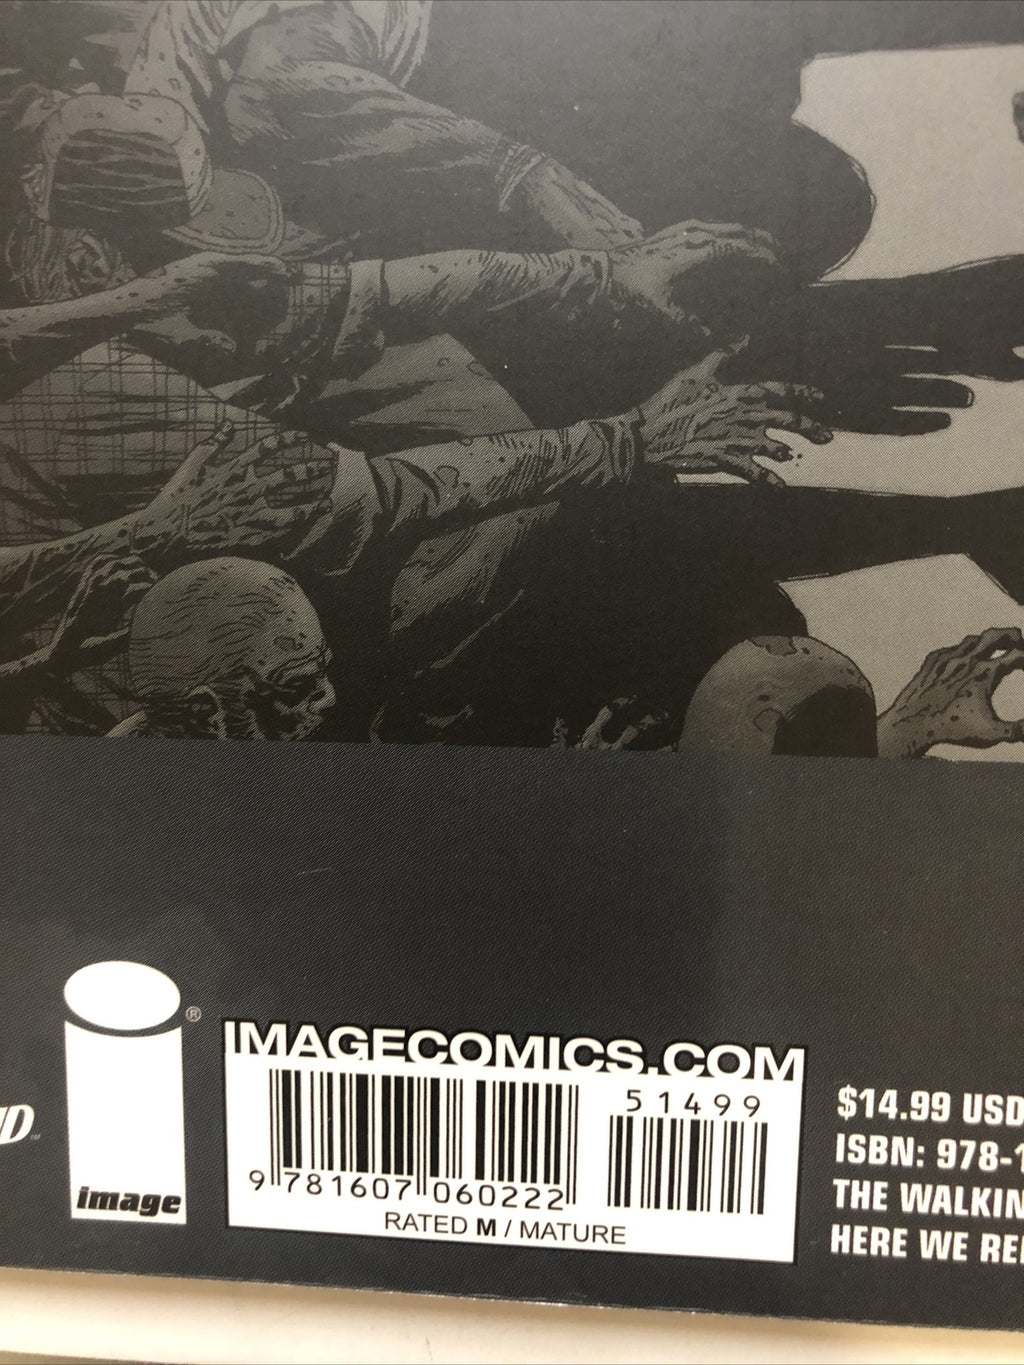 IMAGECOMICS.COM
51499
9 781607 060222
RATED M / MATURE
image
®
$14.99 USD
ISBN: 978-1
THE WALKIN
HERE WE RE